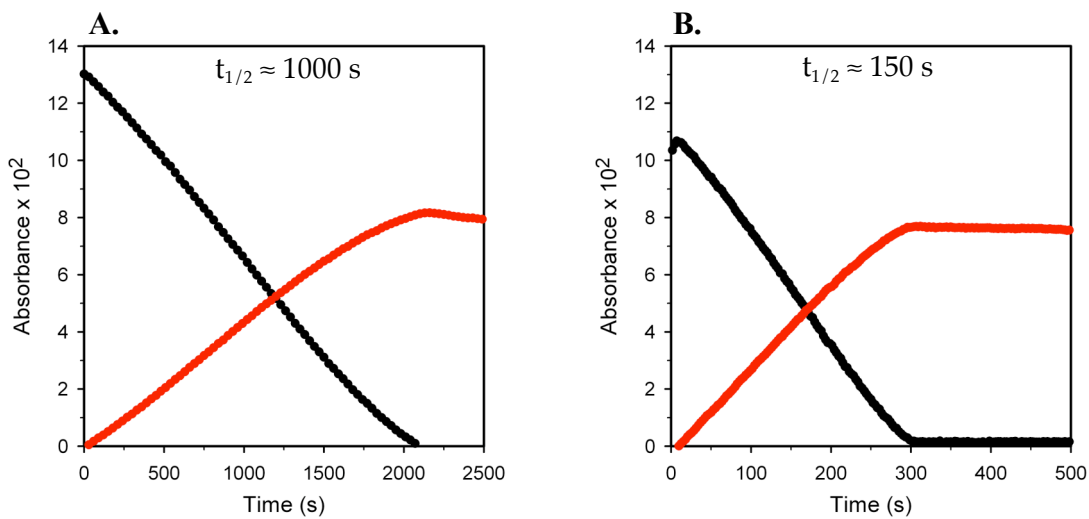 A.
t1/2 ≈ 1000 s
14
12
10
8
6
4
2
0
Absorbance x 10²
0 500 1000 1500 2000 2500
Time (s)
B.
t1/2 ≈ 150 s
14
12
10
8
6
4
2
0
Absorbance x 10²
0 100 200 300 400 500
Time (s)